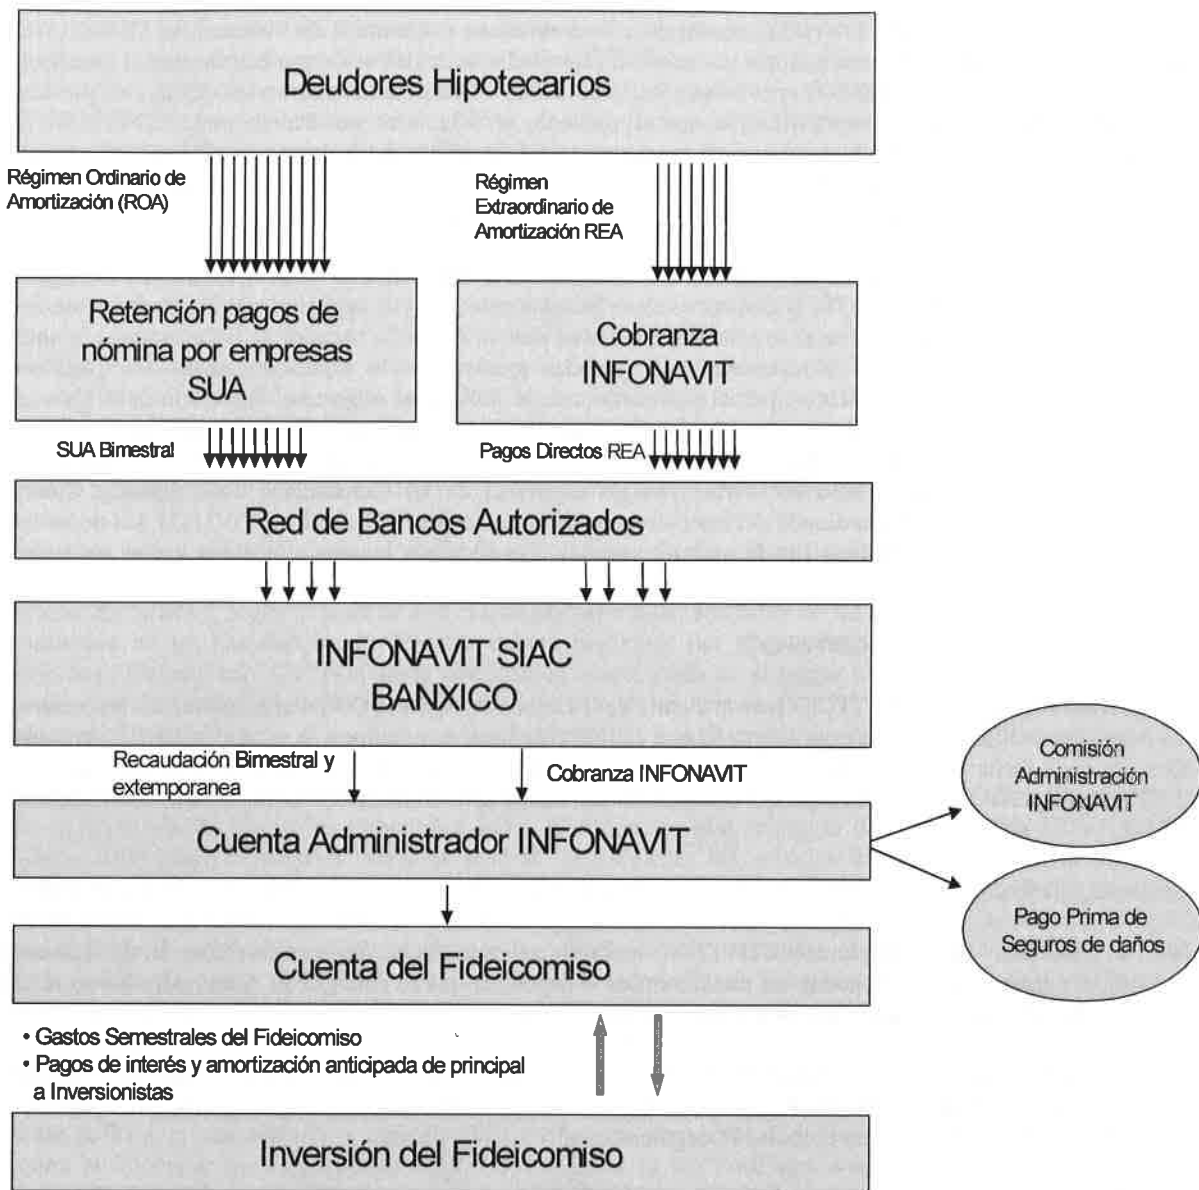 Deudores Hipotecarios
Régimen Ordinario de
Amortización (ROA)
Régimen
Extraordinario de
Amortización REA
Retención pagos de
nómina por empresas
SUA
Cobranza
INFONAVIT
SUA Bimestral
Pagos Directos REA
Red de Bancos Autorizados
INFONAVIT SIAC
BANXICO
Recaudación Bimestral y
extemporanea
Cobranza INFONAVIT
Comisión
Administración
INFONAVIT
Cuenta Administrador INFONAVIT
Pago Prima de
Seguros de daños
Cuenta del Fideicomiso
• Gastos Semestrales del Fideicomiso
• Pagos de interés y amortización anticipada de principal
a Inversionistas
Inversión del Fideicomiso